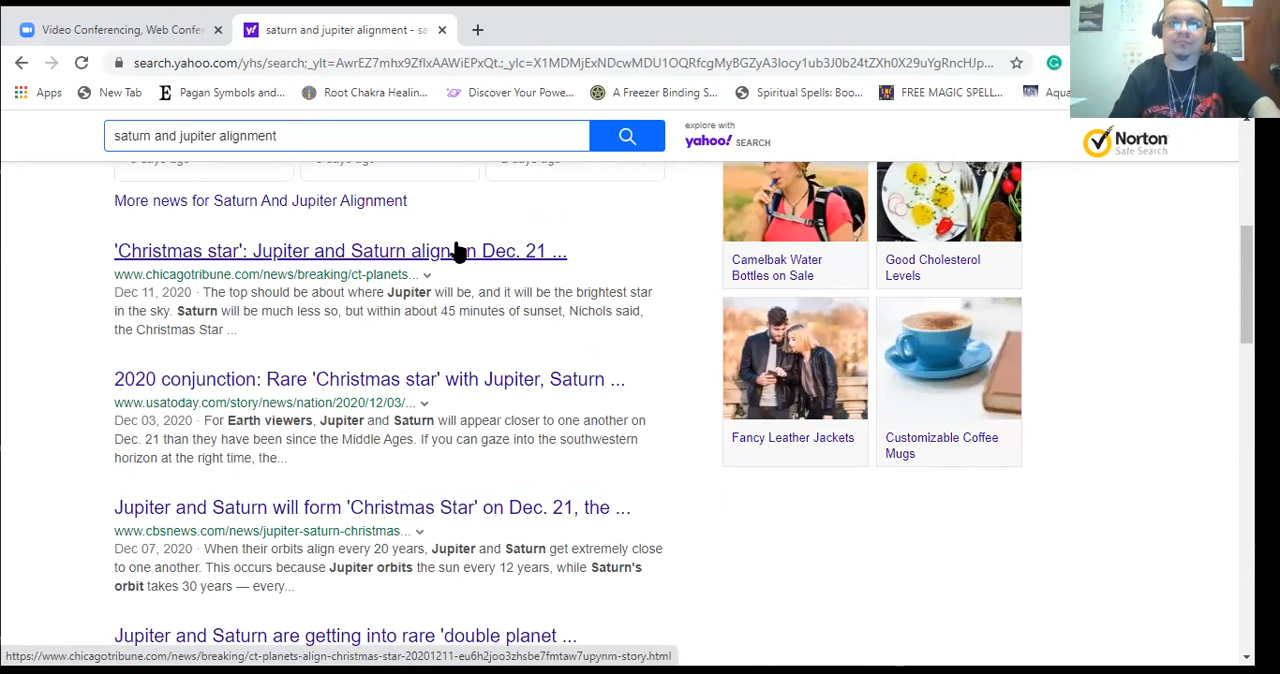 Video Conferencing, Web Confe
saturn and jupiter alignment - sa
search.yahoo.com/yhs/search;_ylt=AwrEZ7mhx9ZfIxAAWiEPxQt.;_ylc=X1MDMjExNDcwMDU1OQRfcgMyBGZyA3Iocy1ub3J0b24tZXh0X29uYgRncHJp...
Apps
New Tab
Pagan Symbols and...
Root Chakra Healin...
Discover Your Powe...
A Freezer Binding S...
Spiritual Spells: Boo...
FREE MAGIC SPELL...
Aqua
saturn and jupiter alignment
explore with
yahoo! SEARCH
Norton
Safe Search
More news for Saturn And Jupiter Alignment
'Christmas star': Jupiter and Saturn align on Dec. 21 ...
www.chicagotribune.com/news/breaking/ct-planets...
Dec 11, 2020 · The top should be about where Jupiter will be, and it will be the brightest star
in the sky. Saturn will be much less so, but within about 45 minutes of sunset, Nichols said,
the Christmas Star ...
2020 conjunction: Rare 'Christmas star' with Jupiter, Saturn ...
www.usatoday.com/story/news/nation/2020/12/03/...
Dec 03, 2020 · For Earth viewers, Jupiter and Saturn will appear closer to one another on
Dec. 21 than they have been since the Middle Ages. If you can gaze into the southwestern
horizon at the right time, the...
Jupiter and Saturn will form 'Christmas Star' on Dec. 21, the ...
www.cbsnews.com/news/jupiter-saturn-christmas...
Dec 07, 2020 · When their orbits align every 20 years, Jupiter and Saturn get extremely close
to one another. This occurs because Jupiter orbits the sun every 12 years, while Saturn's
orbit takes 30 years — every...
Jupiter and Saturn are getting into rare 'double planet ...
Camelbak Water
Bottles on Sale
Good Cholesterol
Levels
Fancy Leather Jackets
Customizable Coffee
Mugs
https://www.chicagotribune.com/news/breaking/ct-planets-align-christmas-star-20201211-eu6h2joo3zhsbe7fmtaw7upynm-story.html